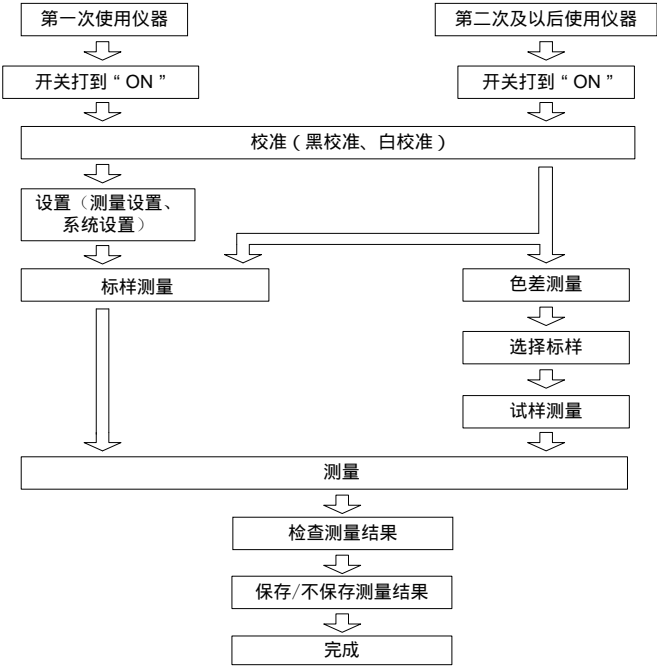 第一次使用仪器
第二次及以后使用仪器
开关打到“ON”
开关打到“ON”
校准（黑校准、白校准）
设置（测量设置、
系统设置）
标样测量
色差测量
选择标样
试样测量
测量
检查测量结果
保存/不保存测量结果
完成